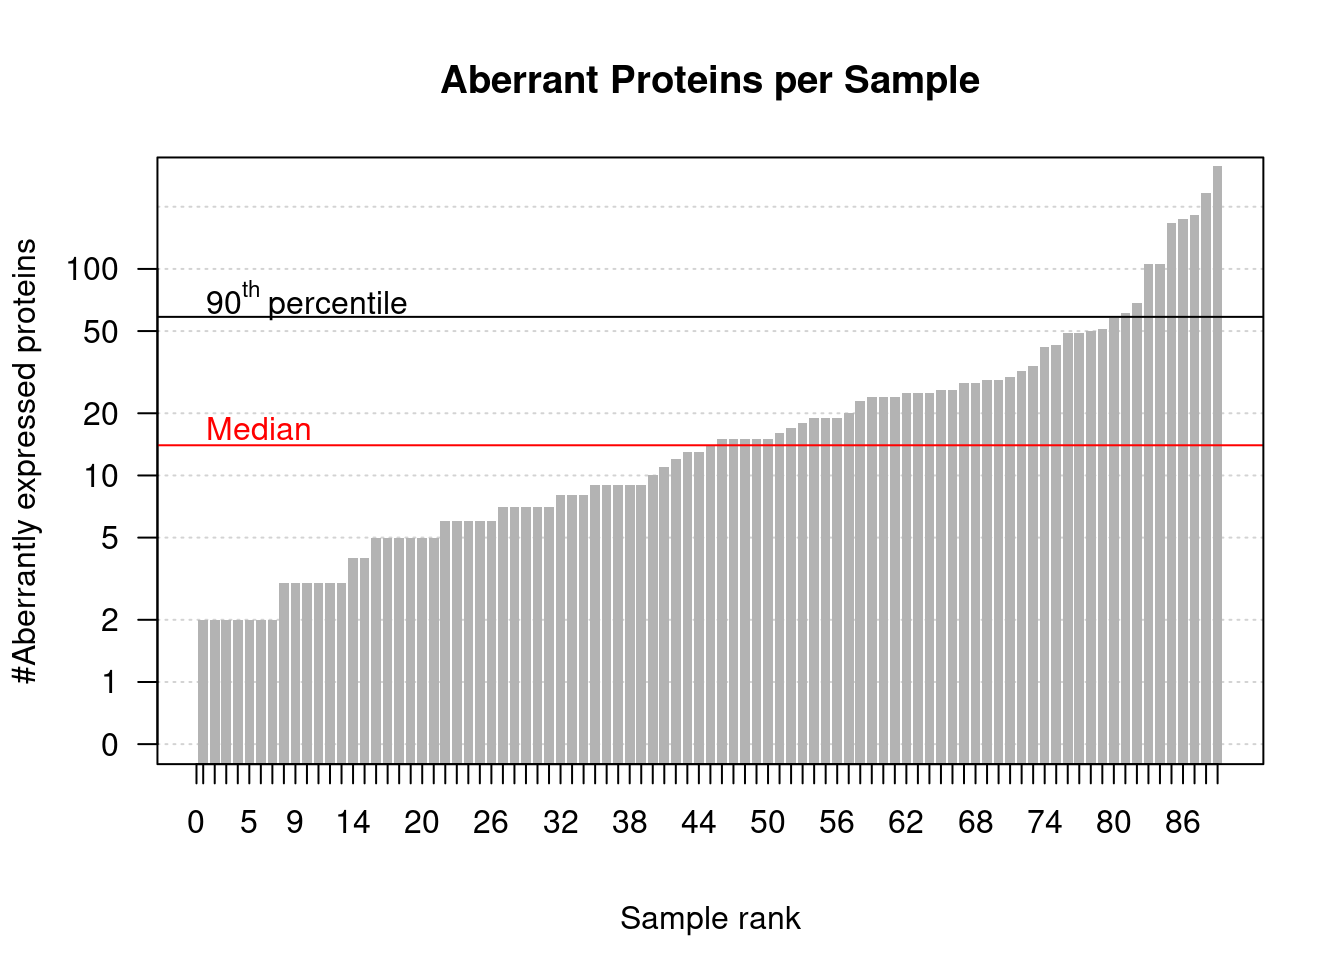 Aberrant Proteins per Sample
#Aberrantly expressed proteins
100
50
20
10
5
2
1
0
90th percentile
Median
0 5 9 14 20 26 32 38 44 50 56 62 68 74 80 86
Sample rank